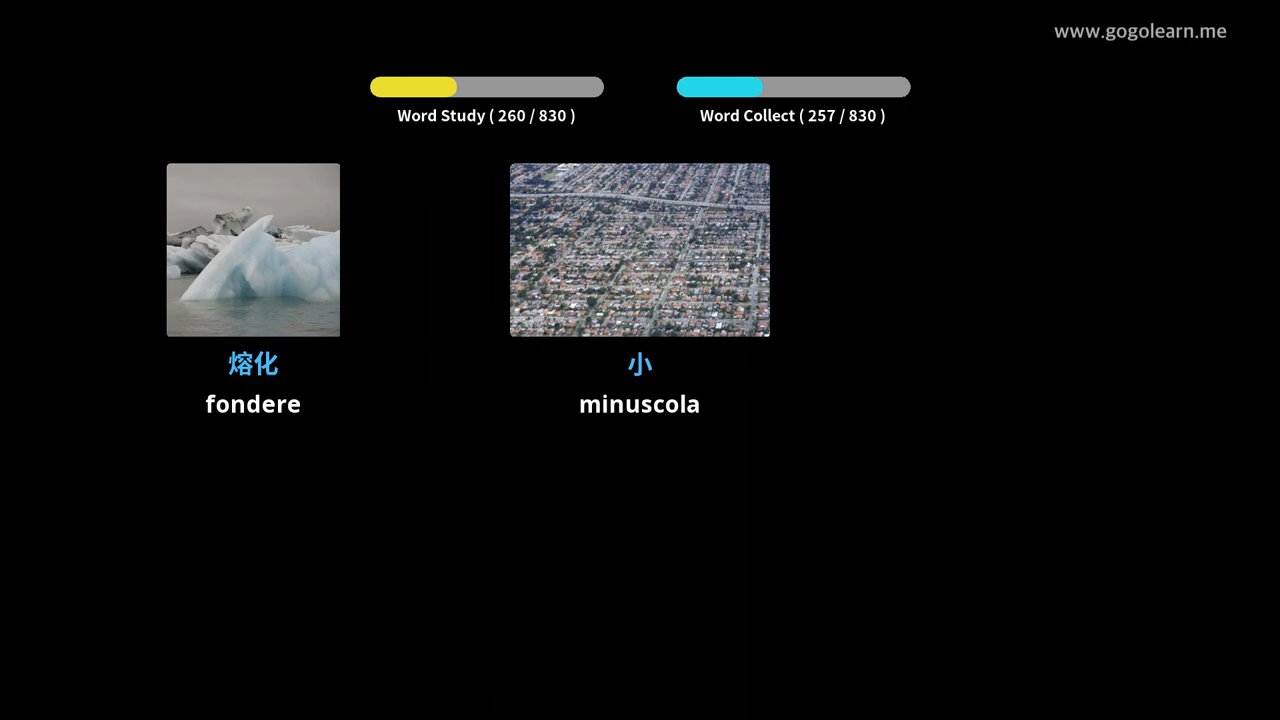 www.gogolearn.me
Word Study ( 260 / 830 )
Word Collect ( 257 / 830 )
熔化
fondere
小
minuscola